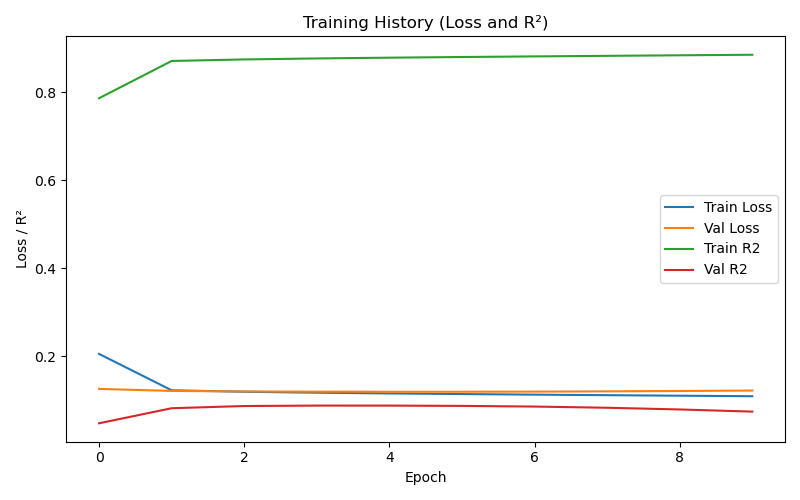 Training History (Loss and R²)
Loss / R²
0.8
0.6
0.4
0.2
Train Loss
Val Loss
Train R2
Val R2
0 2 4 6 8
Epoch